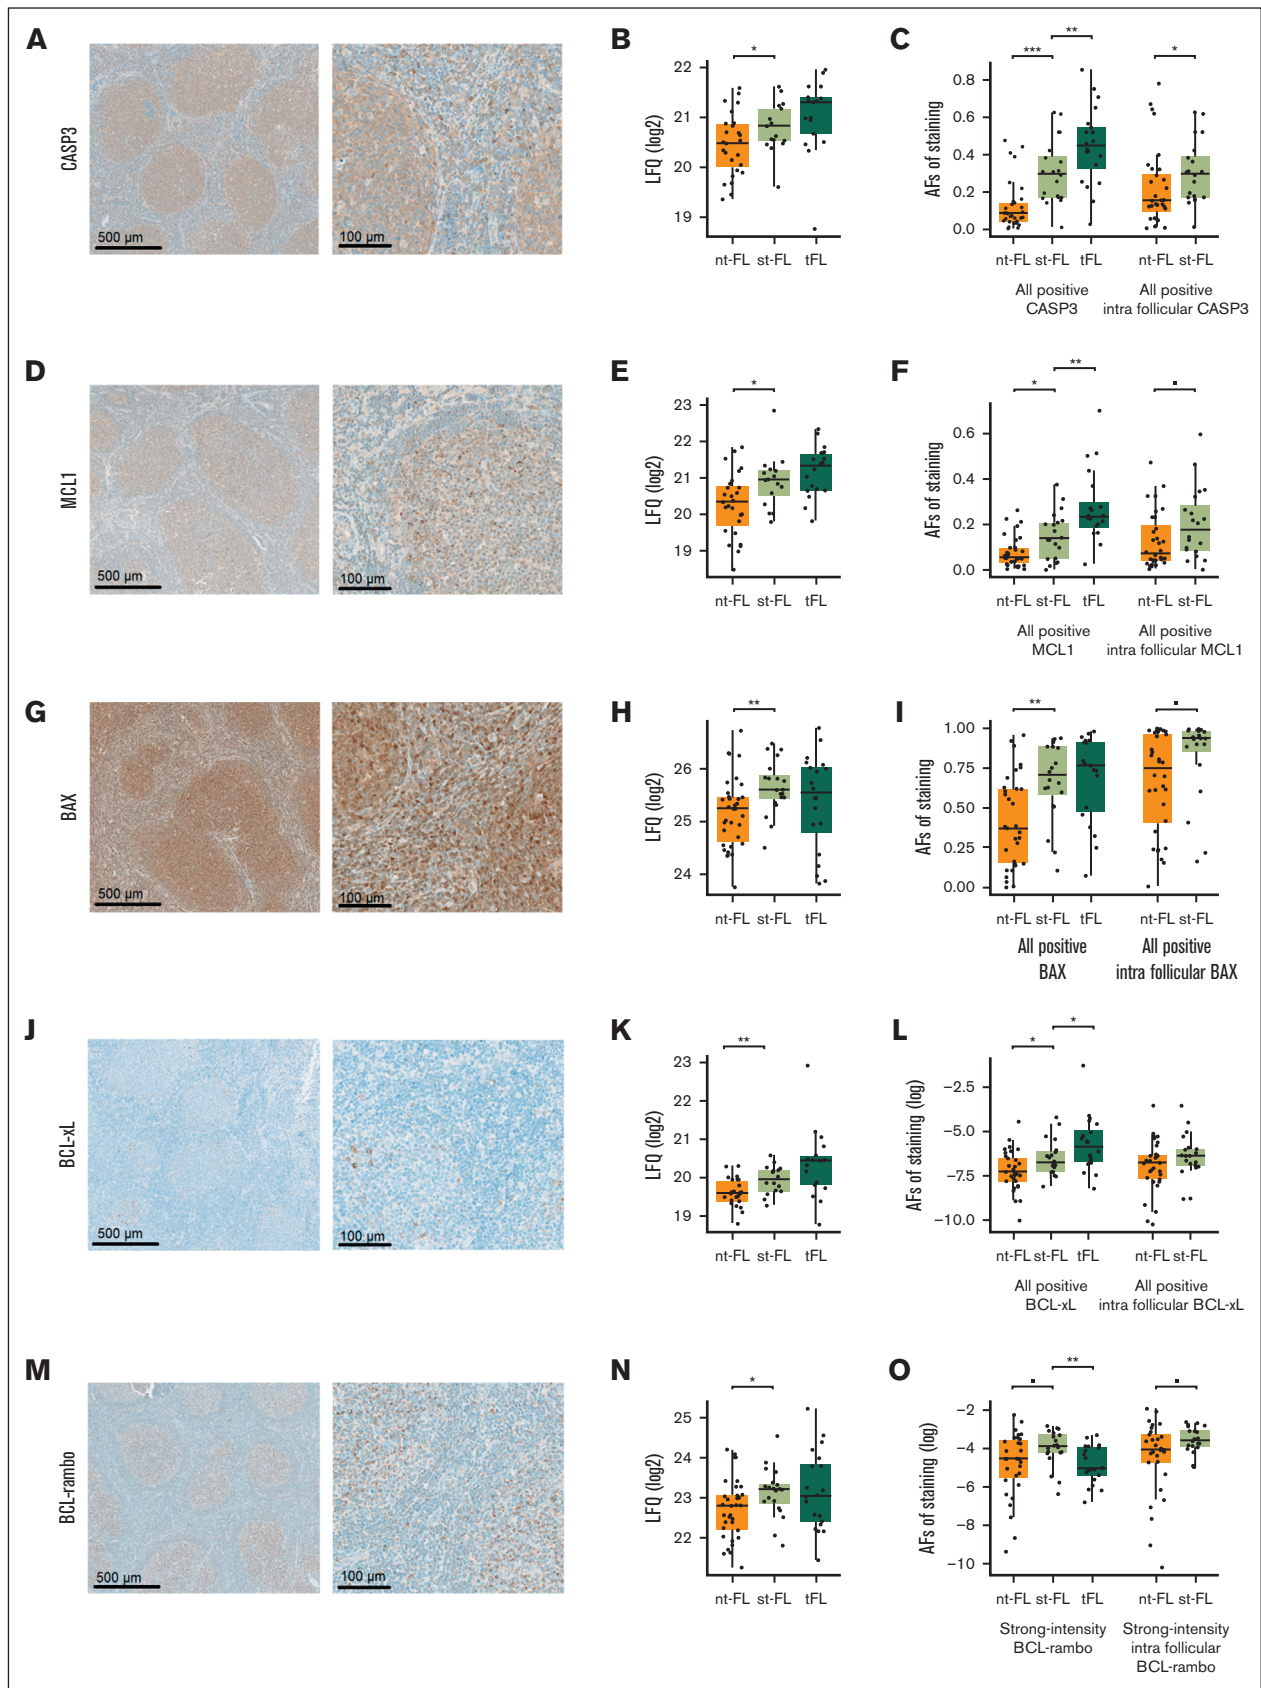 A
CASP3
500 µm
100 µm
B
*
LFQ (log2)
22
21
20
19
nt-FL st-FL tFL
C
*** ** *
AFs of staining
0.8
0.6
0.4
0.2
0.0
nt-FL st-FL tFL nt-FL st-FL
All positive CASP3
All positive intra follicular CASP3
D
MCL1
500 µm
100 µm
E
*
LFQ (log2)
23
22
21
20
19
nt-FL st-FL tFL
F
* ** ▪
AFs of staining
0.6
0.4
0.2
0.0
nt-FL st-FL tFL nt-FL st-FL
All positive MCL1
All positive intra follicular MCL1
G
BAX
500 µm
100 µm
H
**
LFQ (log2)
26
25
24
nt-FL st-FL tFL
I
** ▪
AFs of staining
1.00
0.75
0.50
0.25
0.00
nt-FL st-FL tFL nt-FL st-FL
All positive BAX
All positive intra follicular BAX
J
BCL-xL
500 µm
100 µm
K
**
LFQ (log2)
23
22
21
20
19
nt-FL st-FL tFL
L
* *
AFs of staining (log)
−2.5
−5.0
−7.5
−10.0
nt-FL st-FL tFL nt-FL st-FL
All positive BCL-xL
All positive intra follicular BCL-xL
M
BCL-rambo
500 µm
100 µm
N
*
LFQ (log2)
25
24
23
22
nt-FL st-FL tFL
O
▪ ** ▪
AFs of staining (log)
−2
−4
−6
−8
−10
nt-FL st-FL tFL nt-FL st-FL
Strong-intensity BCL-rambo
Strong-intensity intra follicular BCL-rambo